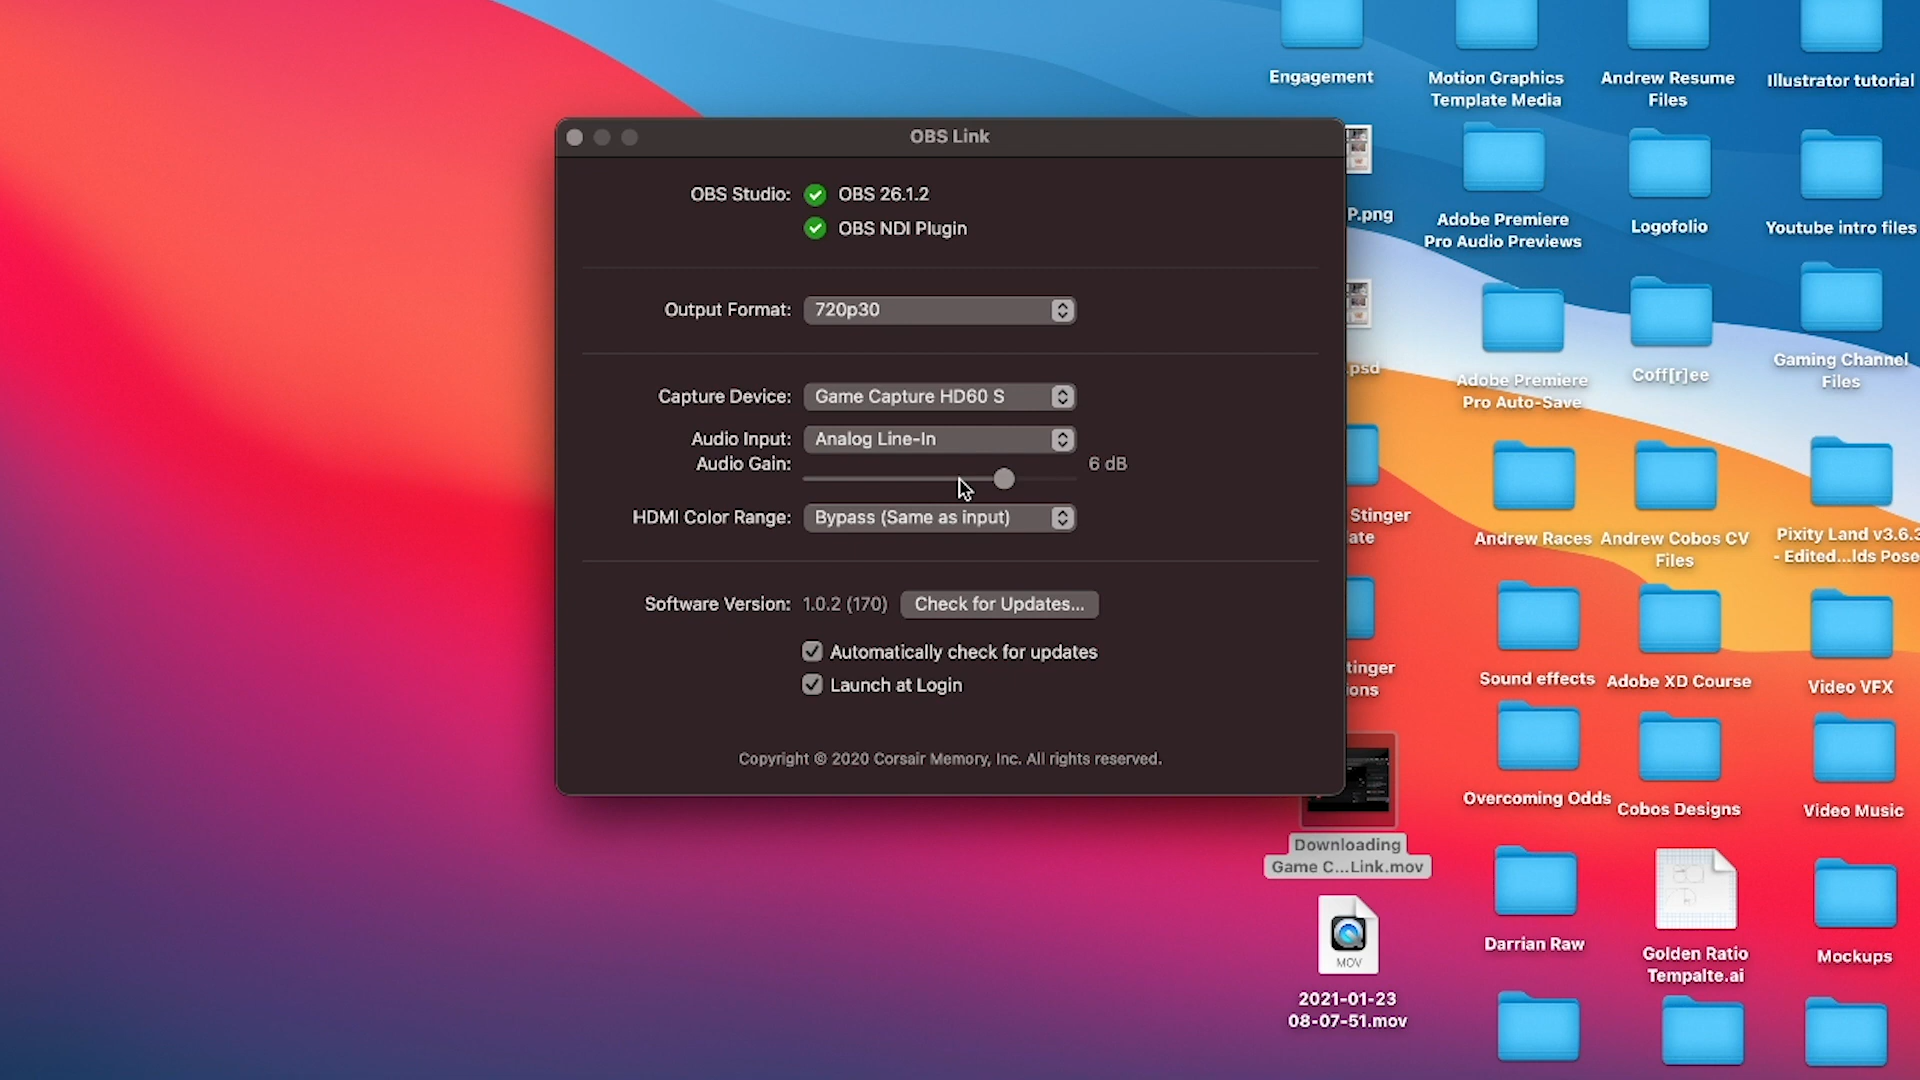 OBS Link
OBS Studio: OBS 26.1.2
OBS NDI Plugin
Output Format: 720p30
Capture Device: Game Capture HD60 S
Audio Input: Analog Line-In
Audio Gain: 6 dB
HDMI Color Range: Bypass (Same as input)
Software Version: 1.0.2 (170) Check for Updates...
Automatically check for updates
Launch at Login
Copyright © 2020 Corsair Memory, Inc. All rights reserved.
Engagement
Motion Graphics
Template Media
Andrew Resume
Files
Illustrator tutorial
P.png
Adobe Premiere
Pro Audio Previews
Logofolio
Youtube intro files
.psd
Adobe Premiere
Pro Auto-Save
Coff[r]ee
Gaming Channel
Files
Stinger
ate
Andrew Races
Andrew Cobos CV
Files
Pixity Land v3.6.3
- Edited...lds Pose
tinger
ions
Sound effects
Adobe XD Course
Video VFX
Overcoming Odds
Cobos Designs
Video Music
Downloading
Game C...Link.mov
Darrian Raw
Golden Ratio
Tempalte.ai
Mockups
MOV
2021-01-23
08-07-51.mov